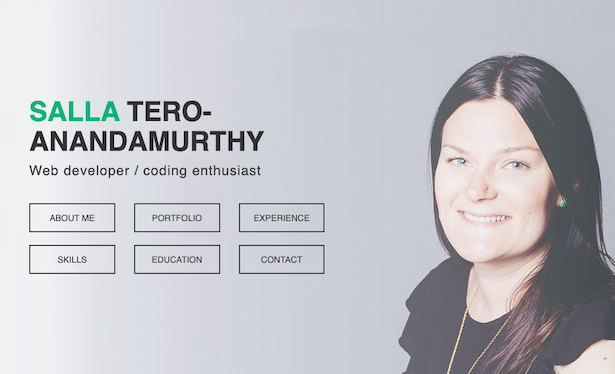 SALLA TERO-
ANANDAMURTHY
Web developer / coding enthusiast
ABOUT ME PORTFOLIO EXPERIENCE
SKILLS EDUCATION CONTACT